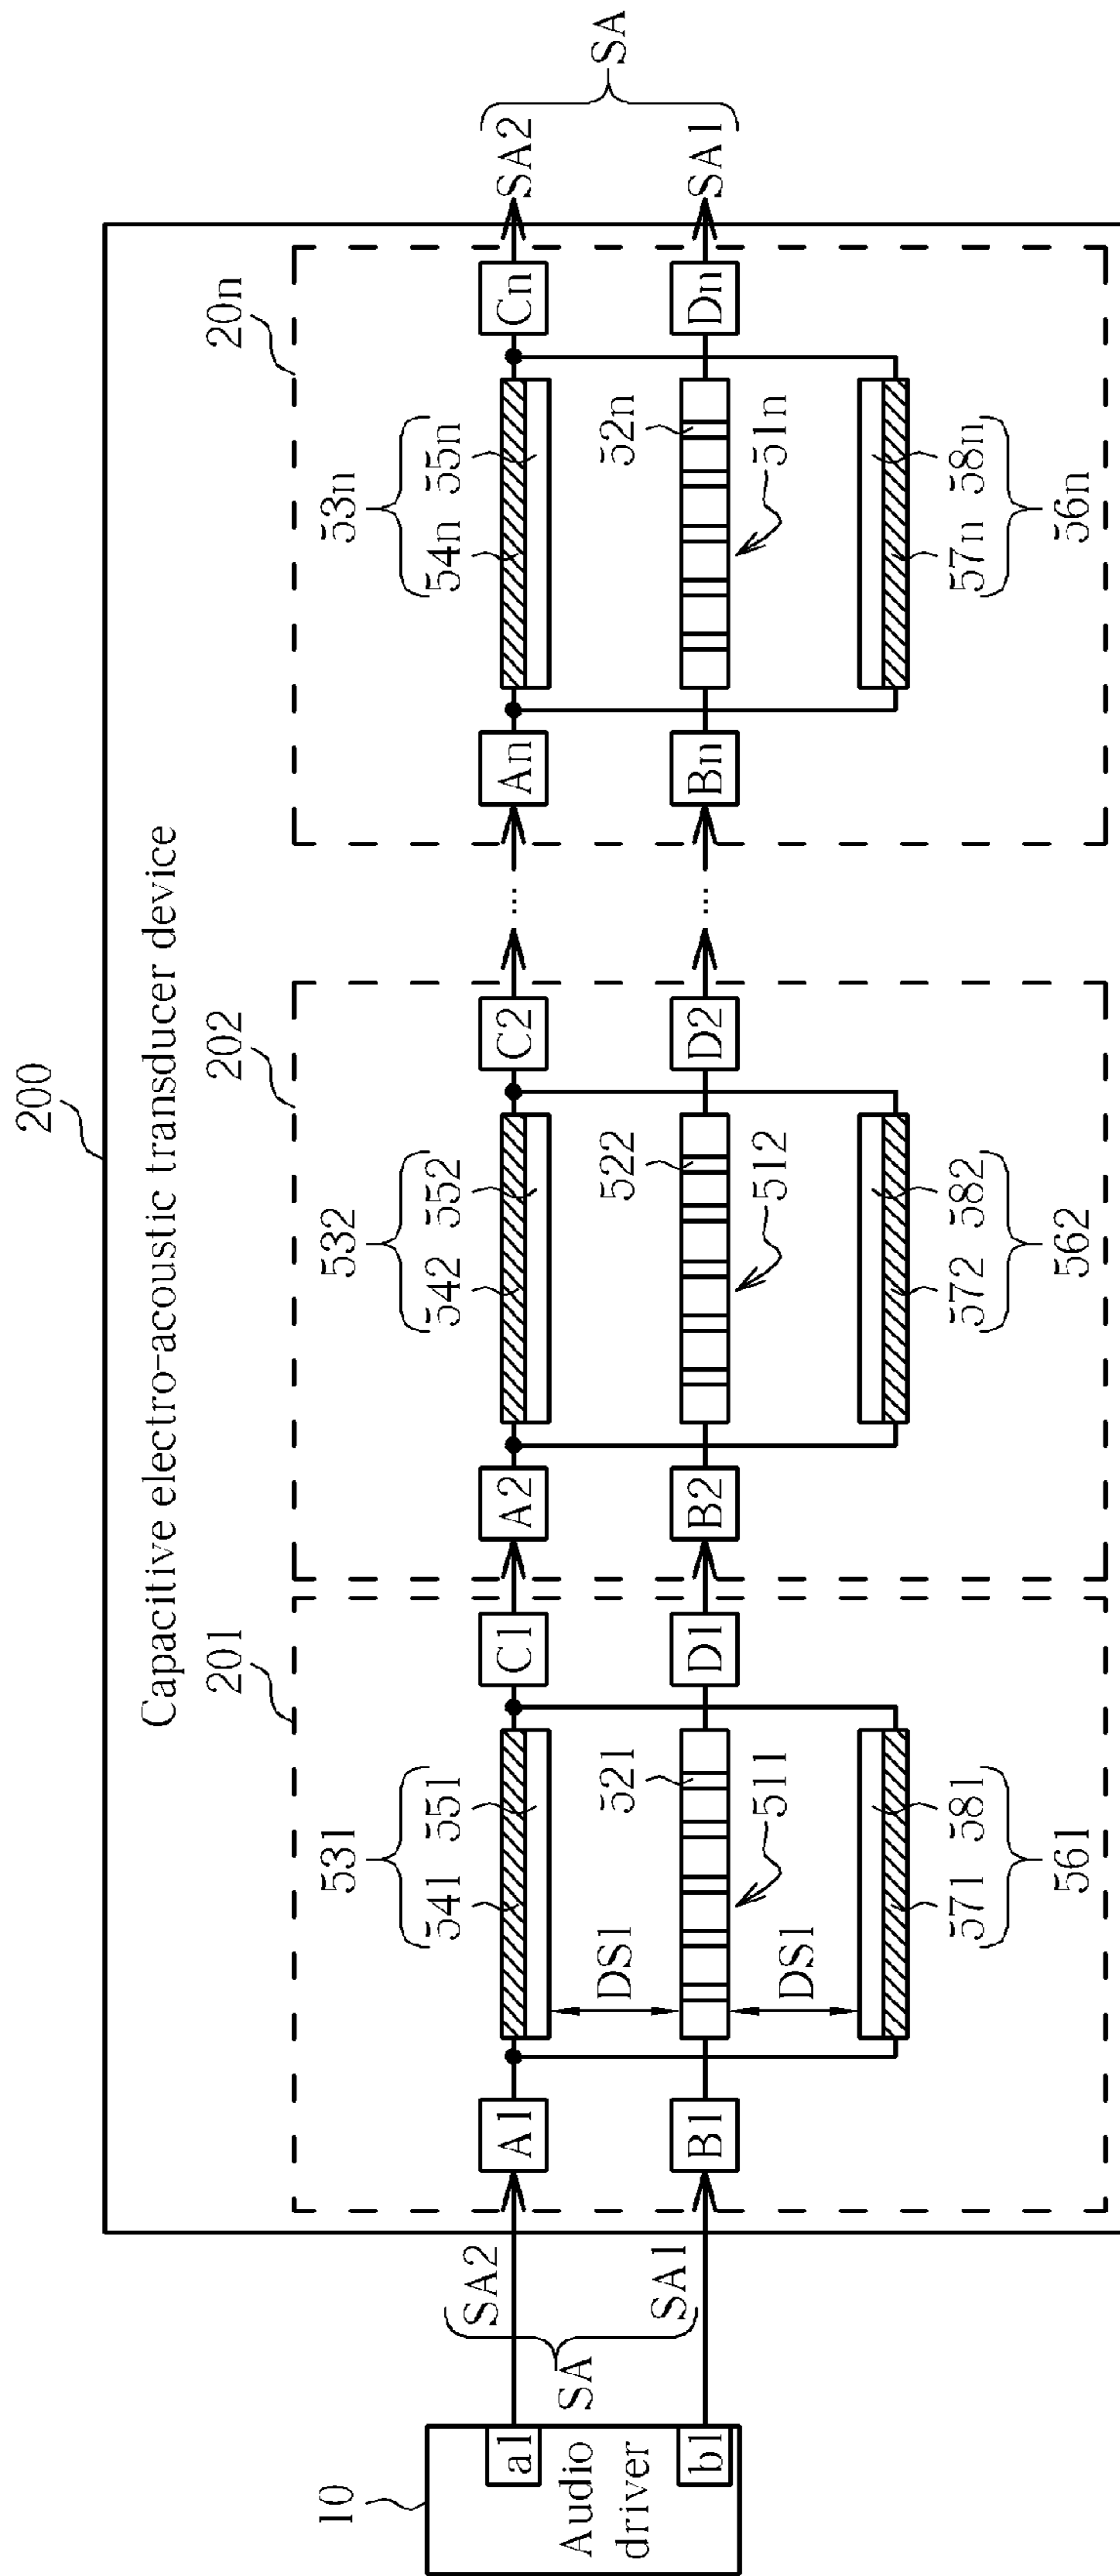 200
Capacitive electro-acoustic transducer device
10
Audio
driver
a1
b1
SA2
SA
SA1
201
531
541 551
A1
C1
DS1
521
B1
D1
511
DS1
571 581
561
202
532
542 552
A2
C2
522
B2
D2
512
572 582
562
...
...
20n
53n
54n 55n
An
Cn
52n
Bn
Dn
51n
57n 58n
56n
SA2
SA
SA1